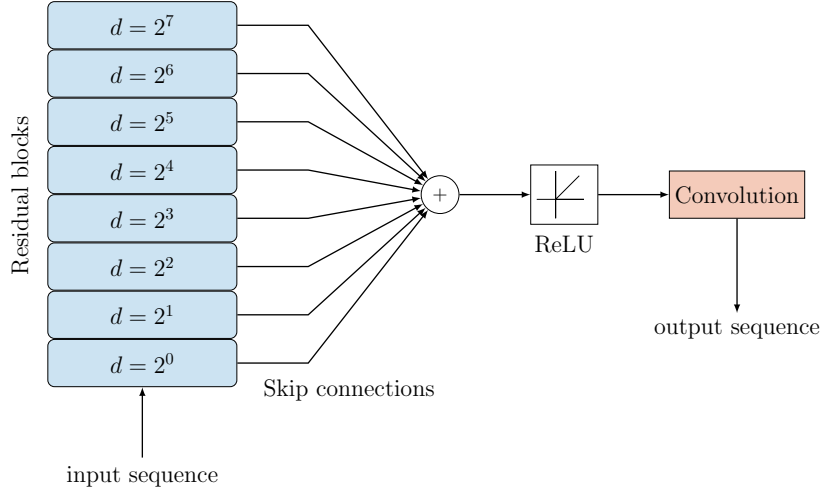 Residual blocks
d = 2^7
d = 2^6
d = 2^5
d = 2^4
d = 2^3
d = 2^2
d = 2^1
d = 2^0
Skip connections
input sequence
+
ReLU
Convolution
output sequence